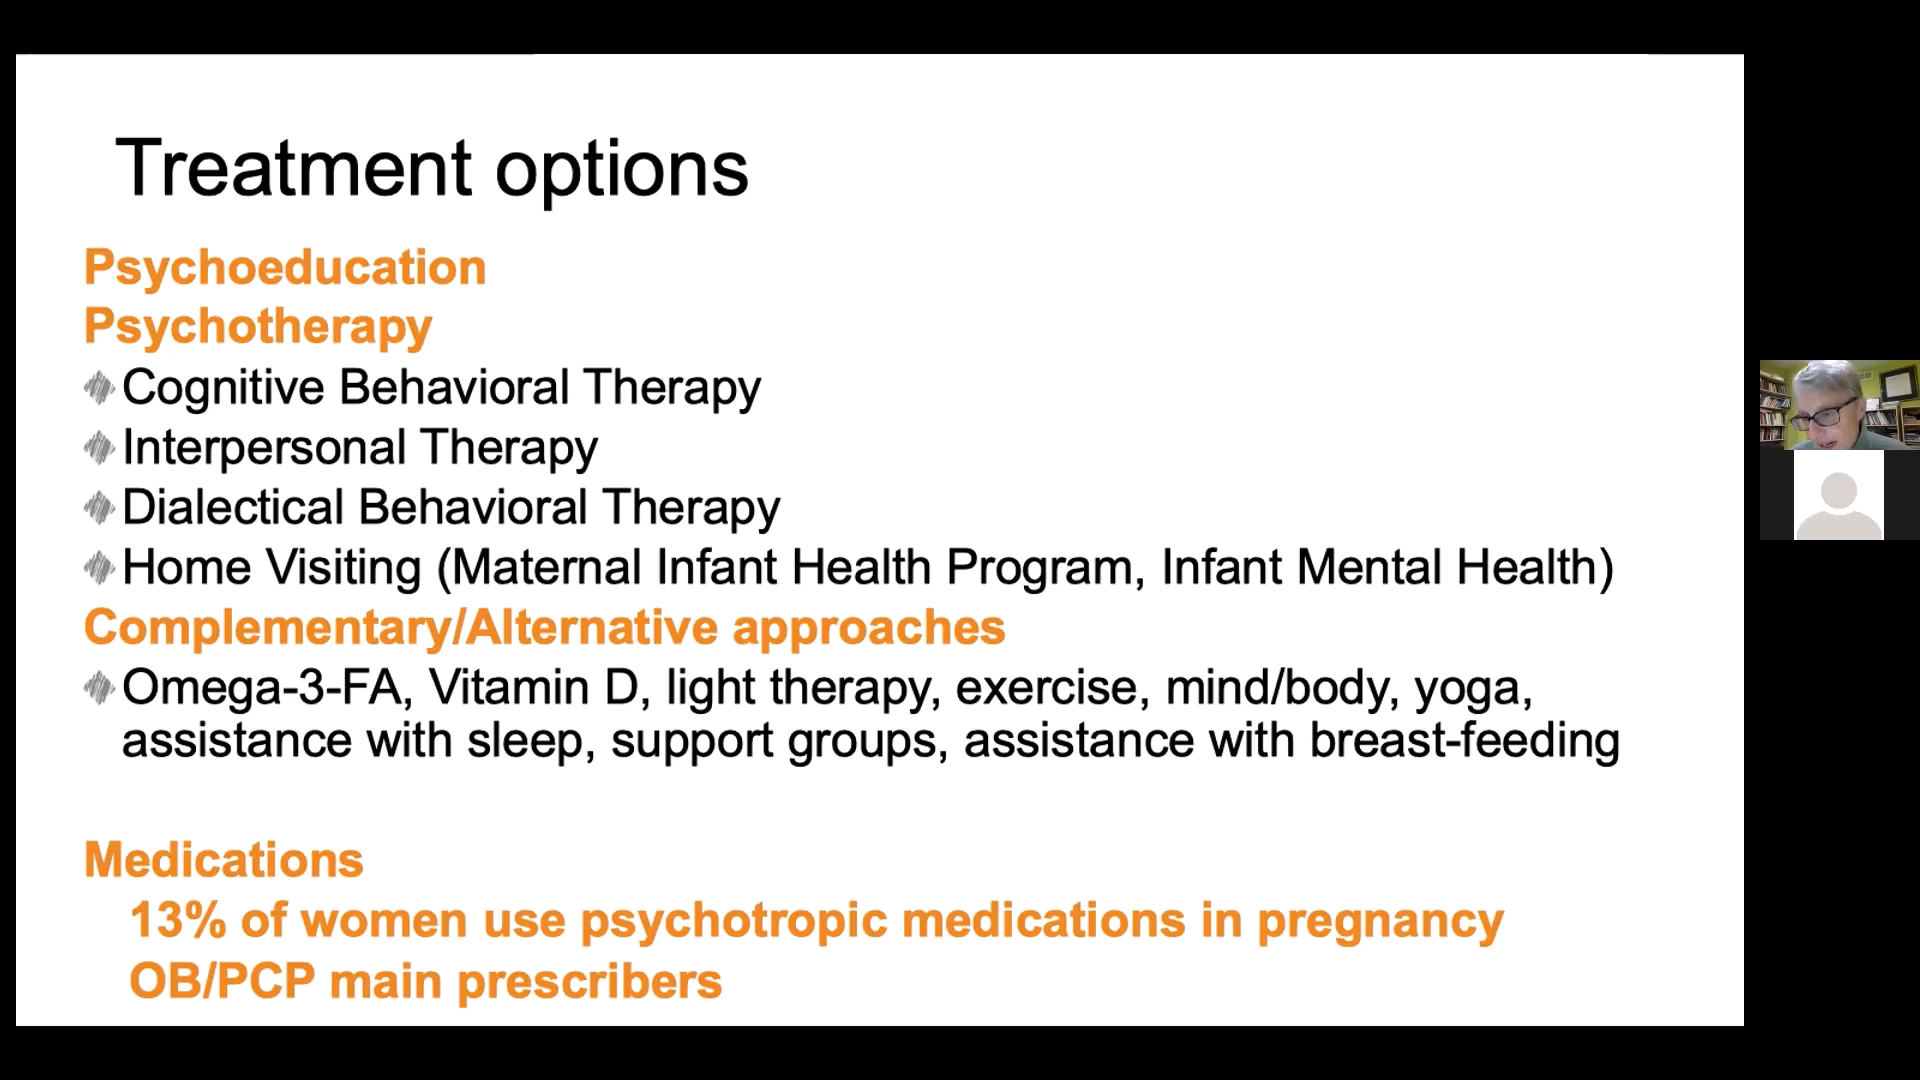 Treatment options
Psychoeducation
Psychotherapy
Cognitive Behavioral Therapy
Interpersonal Therapy
Dialectical Behavioral Therapy
Home Visiting (Maternal Infant Health Program, Infant Mental Health)
Complementary/Alternative approaches
Omega-3-FA, Vitamin D, light therapy, exercise, mind/body, yoga,
assistance with sleep, support groups, assistance with breast-feeding
Medications
13% of women use psychotropic medications in pregnancy
OB/PCP main prescribers